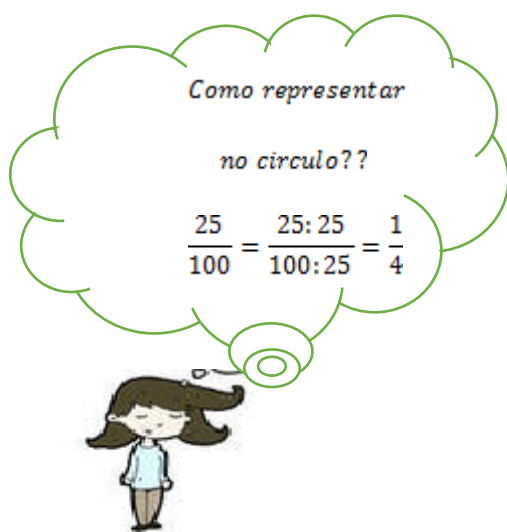 Como representar
no circulo??
25/100 = 25:25/100:25 = 1/4